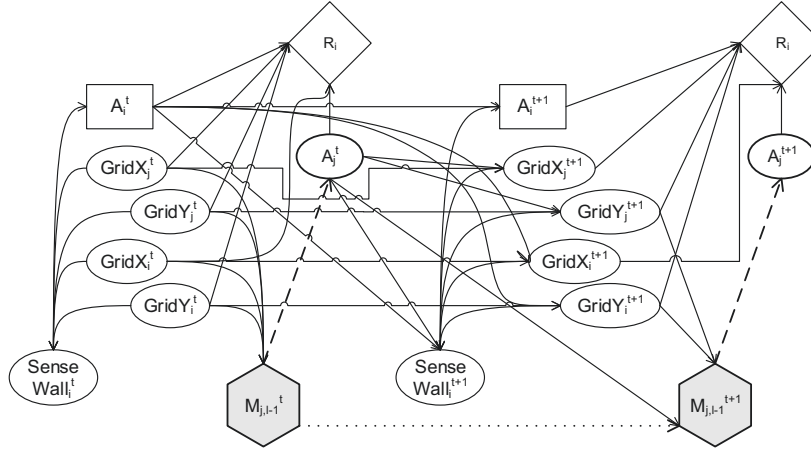 R_i
R_i
A_i^t
A_i^{t+1}
A_j^t
A_j^{t+1}
GridX_j^t
GridX_j^{t+1}
GridY_j^t
GridY_j^{t+1}
GridX_i^t
GridX_i^{t+1}
GridY_i^t
GridY_i^{t+1}
Sense
Wall_i^t
Sense
Wall_i^{t+1}
M_{j,l-1}^t
M_{j,l-1}^{t+1}